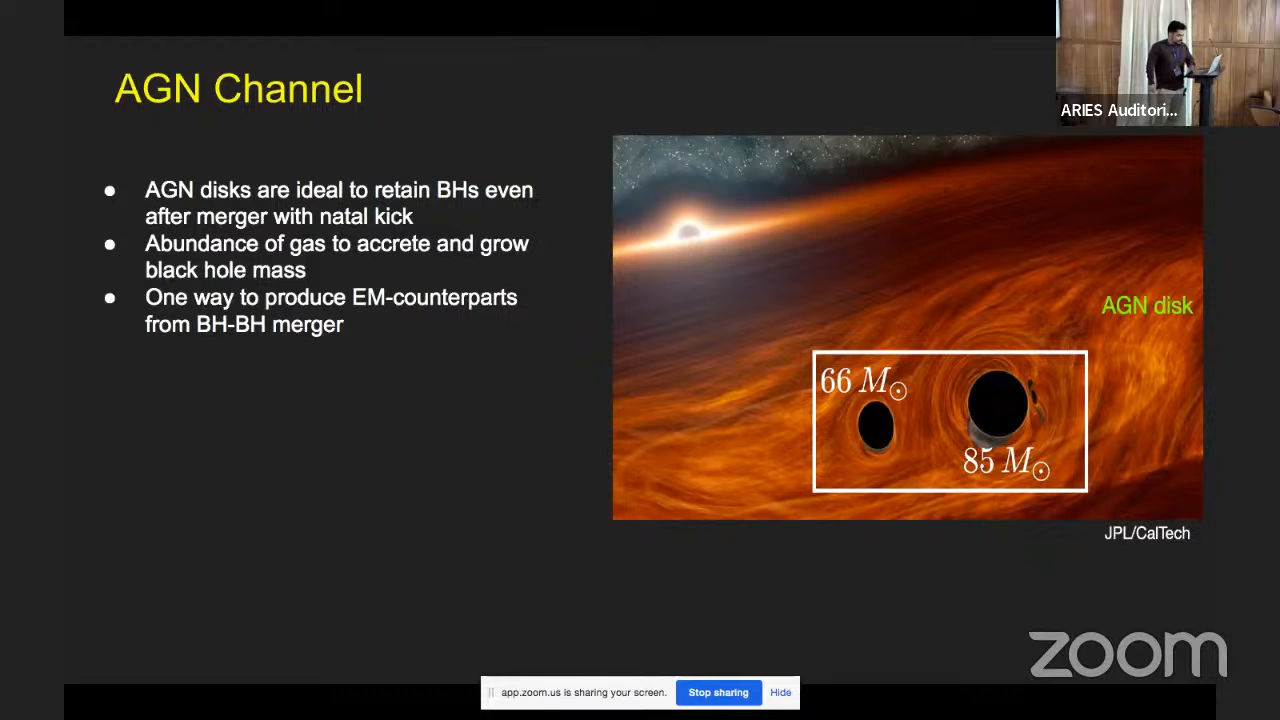 AGN Channel
ARIES Auditori...
● AGN disks are ideal to retain BHs even
after merger with natal kick
● Abundance of gas to accrete and grow
black hole mass
● One way to produce EM-counterparts
from BH-BH merger
AGN disk
66 M☉
85 M☉
JPL/CalTech
zoom
app.zoom.us is sharing your screen. Stop sharing Hide